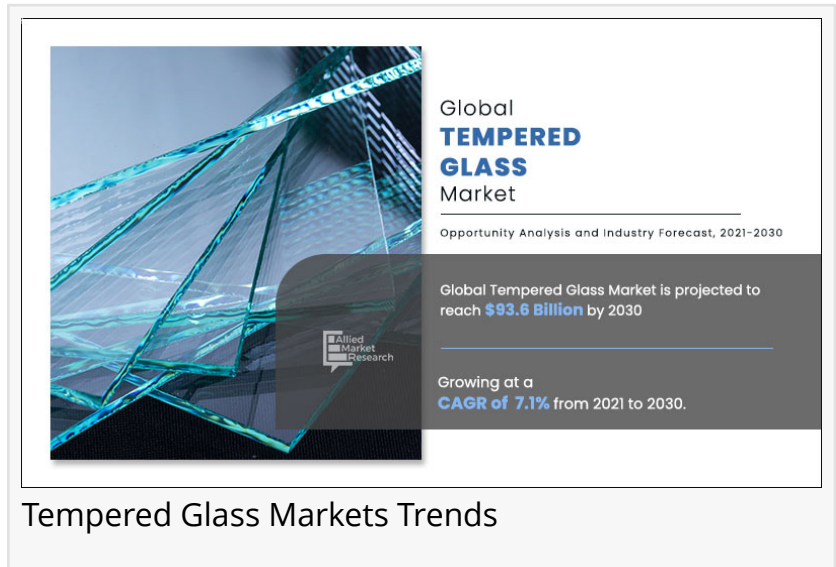 Global
TEMPERED
GLASS
Market
Opportunity Analysis and Industry Forecast, 2021-2030
Global Tempered Glass Market is projected to
reach $93.6 Billion by 2030
Allied
Market
Research
Growing at a
CAGR of 7.1% from 2021 to 2030.
Tempered Glass Markets Trends